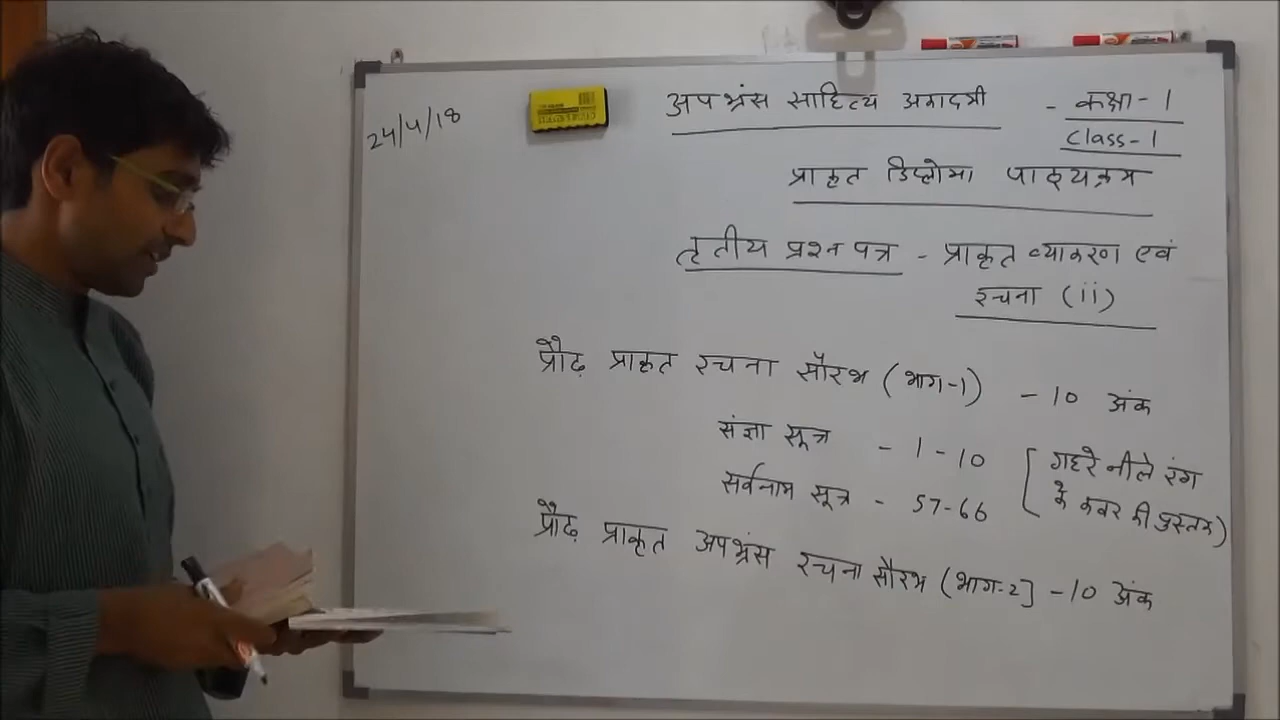 24/4/18
अपभ्रंस साहित्य अकादमी - कक्षा-1
Class-1
प्राकृत डिप्लोमा पाठ्यक्रम
तृतीय प्रश्न पत्र - प्राकृत व्याकरण एवं
रचना (ii)
प्रौढ़ प्राकृत रचना सौरभ (भाग-1) - 10 अंक
संज्ञा सूत्र - 1-10
सर्वनाम सूत्र - 57-66
[गहरे नीले रंग
के कवर की पुस्तक)
प्रौढ़ प्राकृत अपभ्रंस रचना सौरभ (भाग-2] - 10 अंक